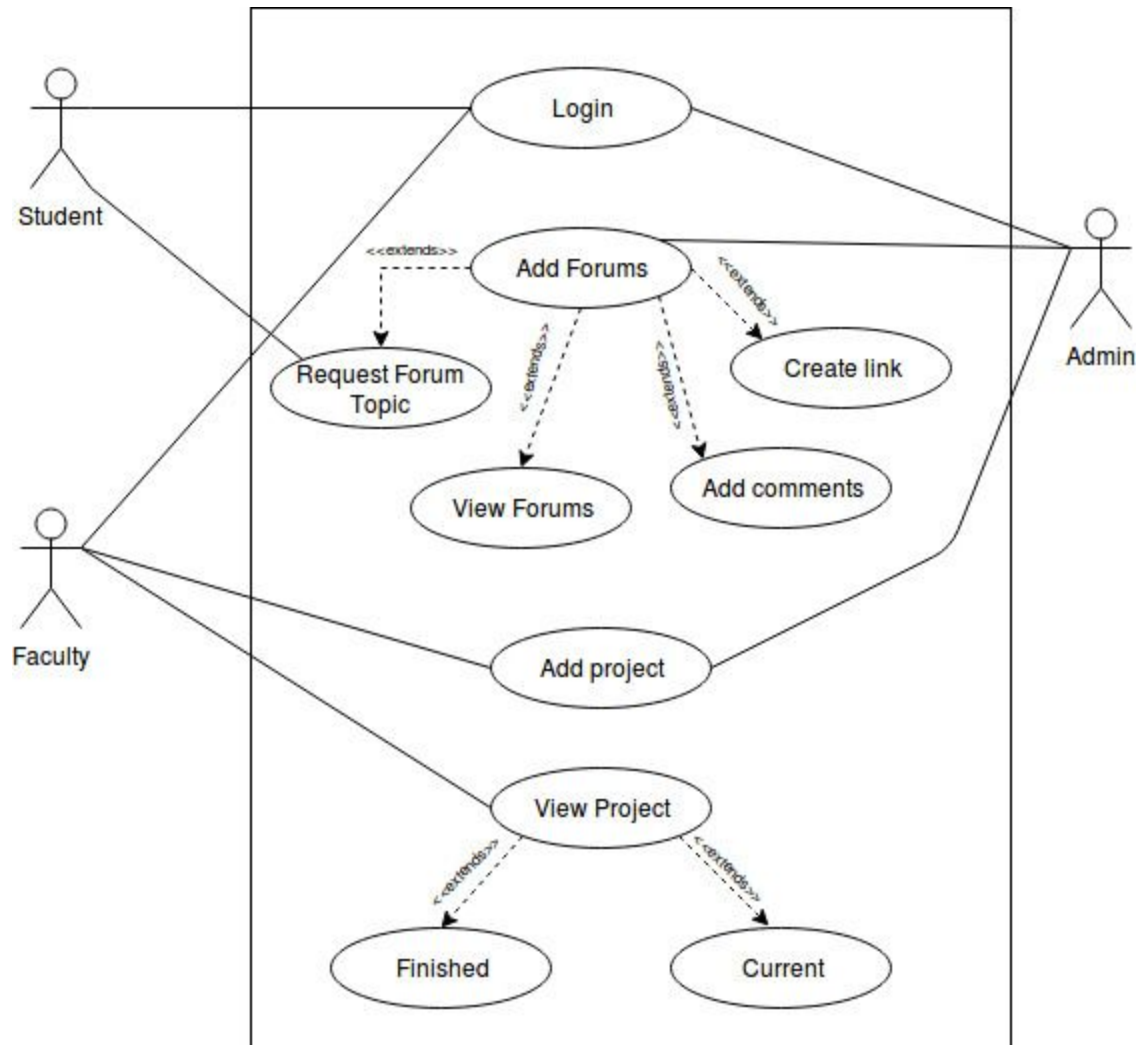 Login
Student
<<extends>>
Add Forums
<<extends>>
Admin
Request Forum
Topic
<<extends>>
<<extends>>
Create link
View Forums
Add comments
Faculty
Add project
View Project
<<extends>>
<<extends>>
Finished
Current